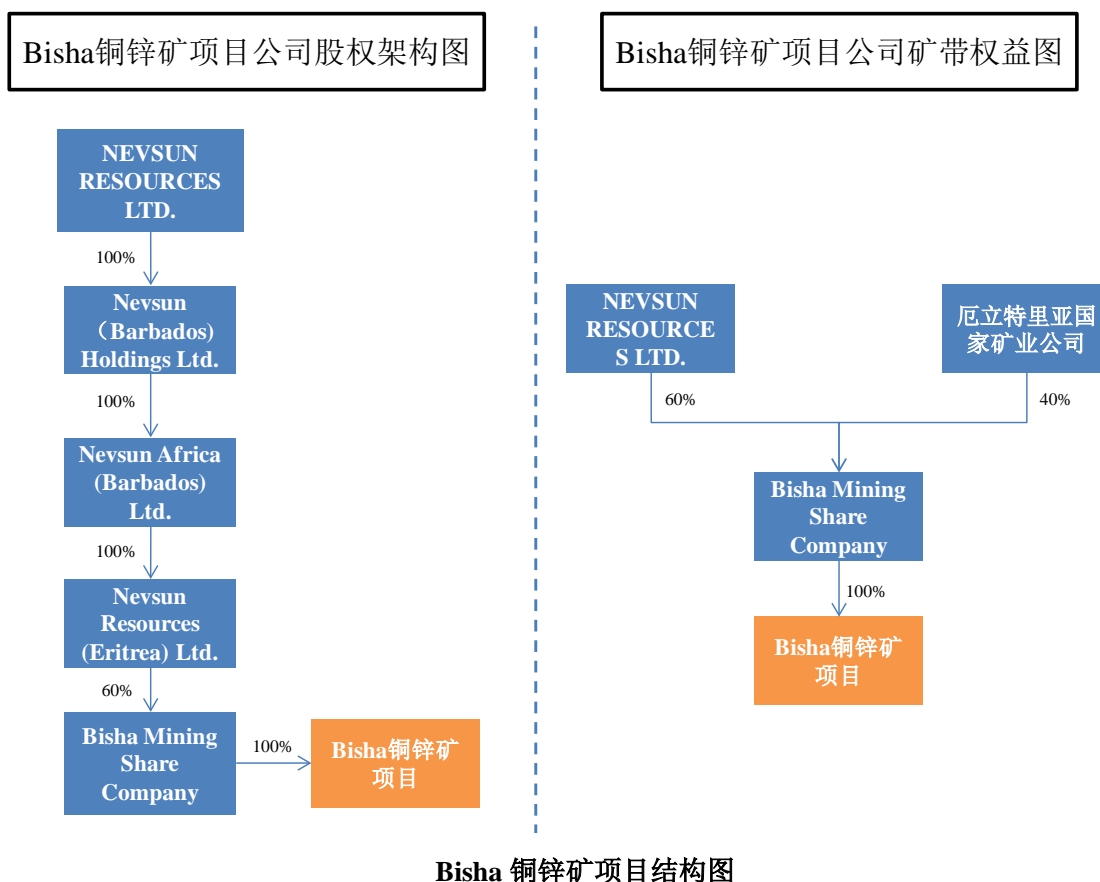 Bisha铜锌矿项目公司股权架构图
NEVSUN
RESOURCES
LTD.
100%
Nevsun
（Barbados)
Holdings Ltd.
100%
Nevsun Africa
(Barbados)
Ltd.
100%
Nevsun
Resources
(Eritrea) Ltd.
60%
Bisha Mining
Share
Company
100%
Bisha铜锌矿
项目
Bisha铜锌矿项目公司矿带权益图
NEVSUN
RESOURCE
S LTD.
厄立特里亚国
家矿业公司
60%
40%
Bisha Mining
Share
Company
100%
Bisha铜锌矿
项目
Bisha 铜锌矿项目结构图